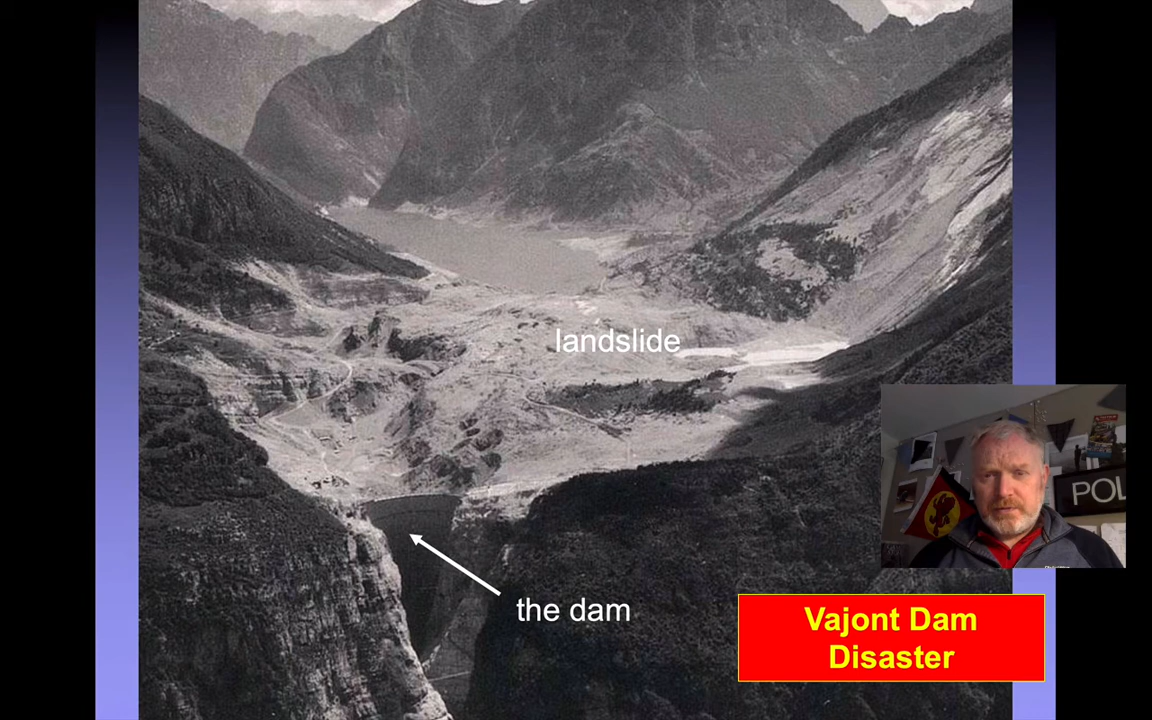 landslide
POL
the dam
Vajont Dam
Disaster